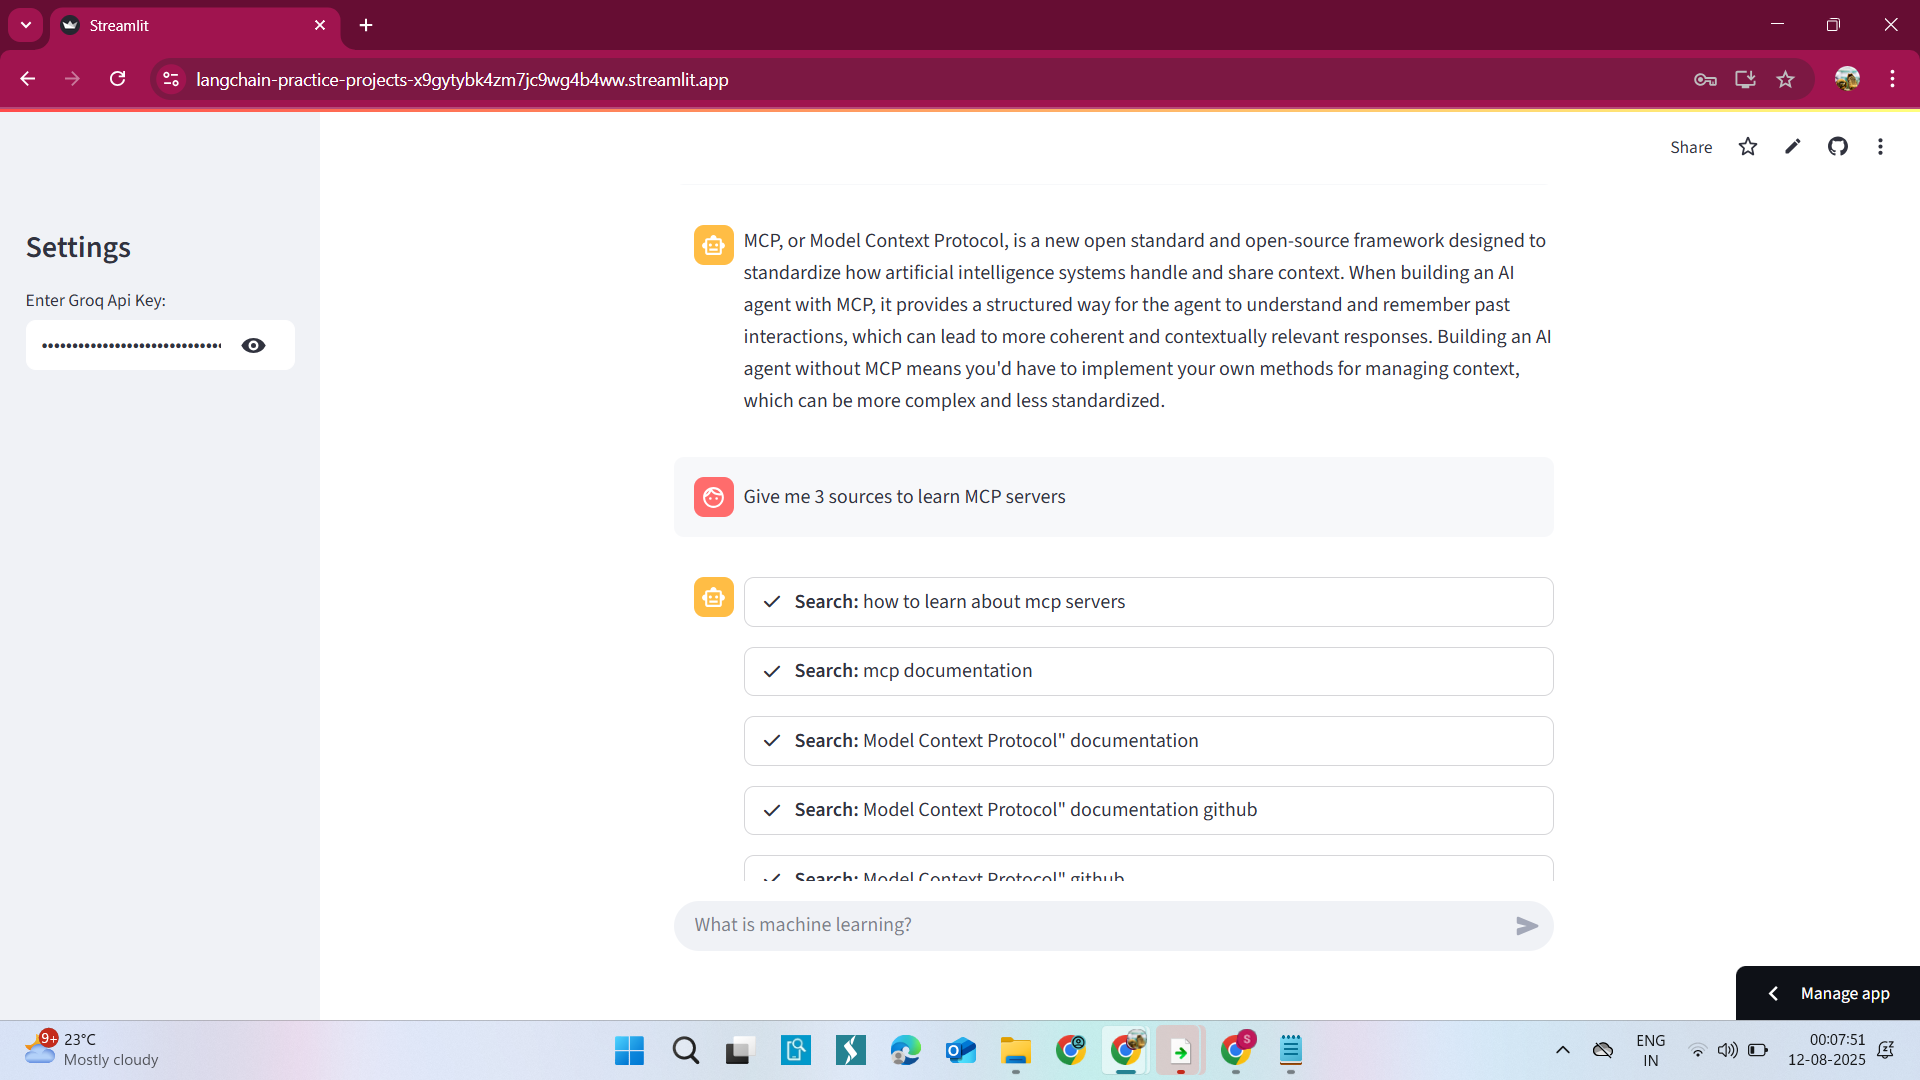 Streamlit
langchain-practice-projects-x9gytybk4zm7jc9wg4b4ww.streamlit.app
Share
Settings
Enter Groq Api Key:
MCP, or Model Context Protocol, is a new open standard and open-source framework designed to
standardize how artificial intelligence systems handle and share context. When building an AI
agent with MCP, it provides a structured way for the agent to understand and remember past
interactions, which can lead to more coherent and contextually relevant responses. Building an AI
agent without MCP means you'd have to implement your own methods for managing context,
which can be more complex and less standardized.
Give me 3 sources to learn MCP servers
Search: how to learn about mcp servers
Search: mcp documentation
Search: Model Context Protocol" documentation
Search: Model Context Protocol" documentation github
Search: Model Context Protocol" github
What is machine learning?
Manage app
9+
23°C
Mostly cloudy
S
ENG
IN
00:07:51
12-08-2025